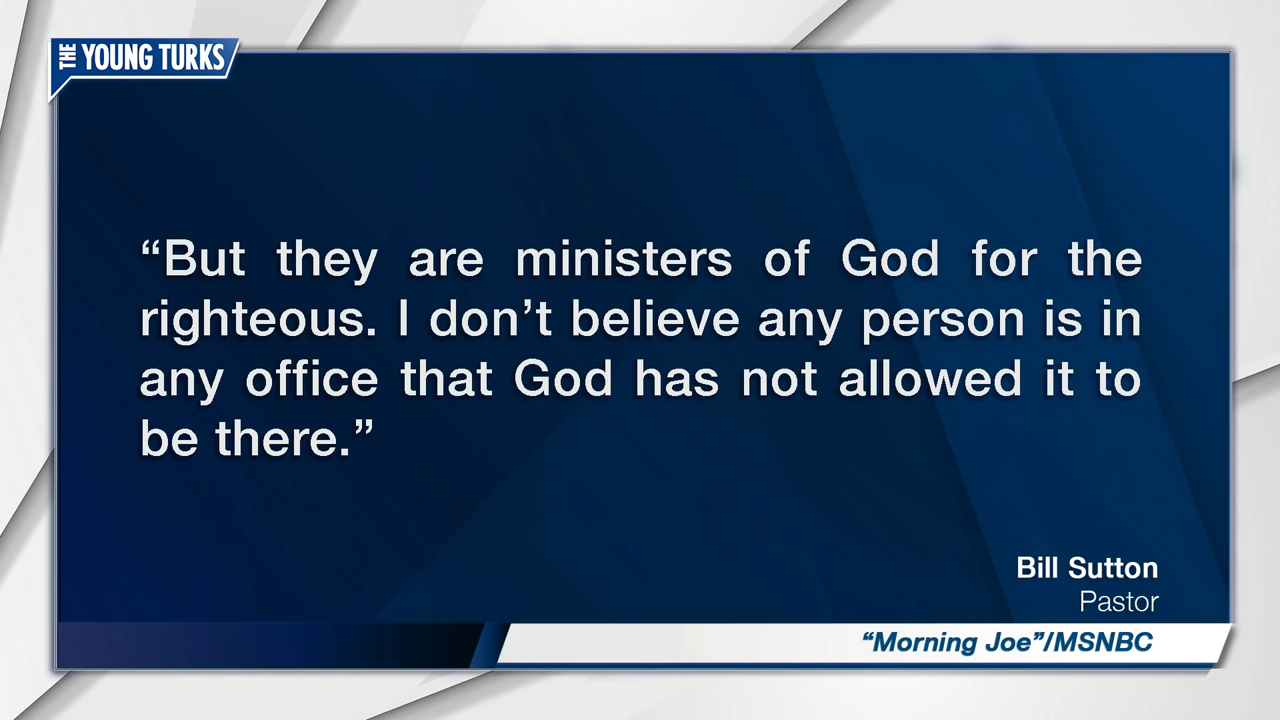 THE YOUNG TURKS
“But they are ministers of God for the
righteous. I don’t believe any person is in
any office that God has not allowed it to
be there.”
Bill Sutton
Pastor
“Morning Joe”/MSNBC